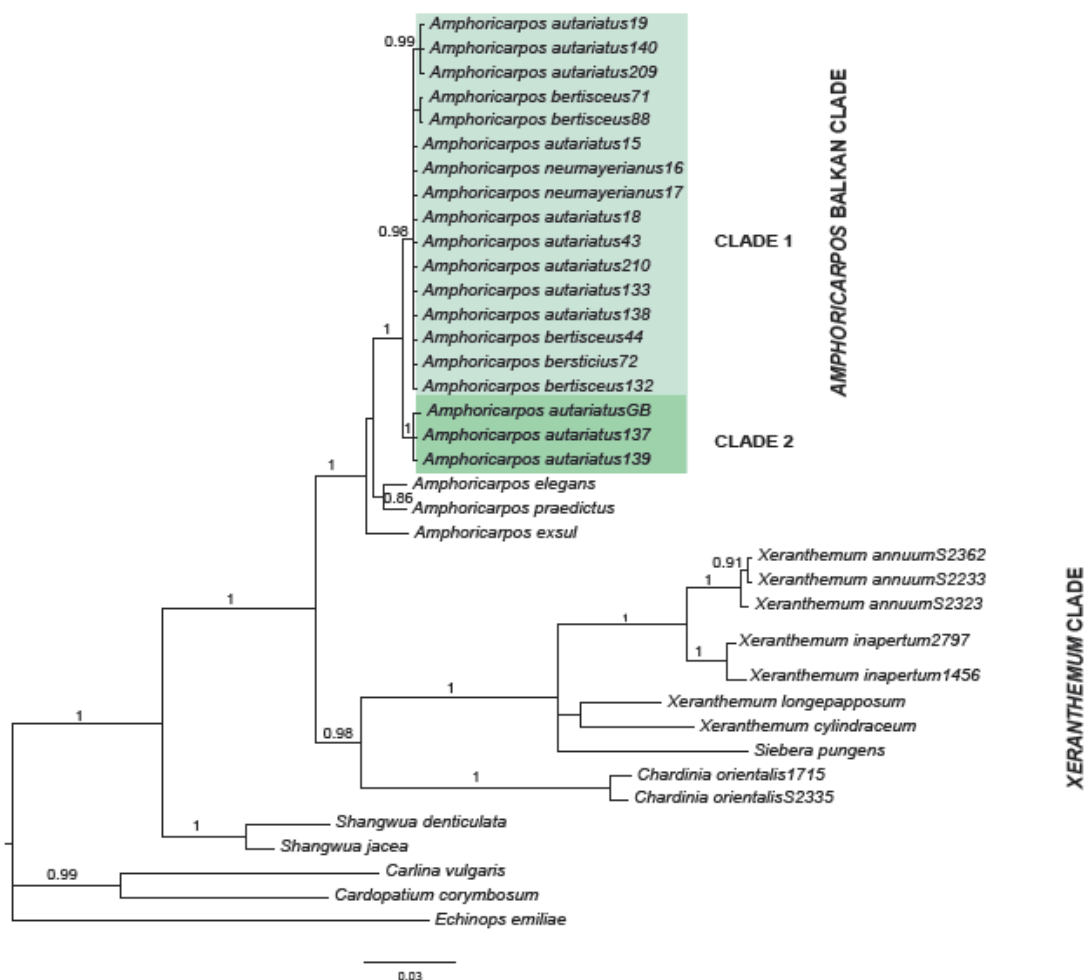 Amphoricarpos autariatus19
0.99
Amphoricarpos autariatus140
Amphoricarpos autariatus209
Amphoricarpos bertisceus71
Amphoricarpos bertisceus88
Amphoricarpos autariatus15
Amphoricarpos neumayerianus16
Amphoricarpos neumayerianus17
Amphoricarpos autariatus18
0.98
Amphoricarpos autariatus43
CLADE 1
Amphoricarpos autariatus210
Amphoricarpos autariatus133
Amphoricarpos autariatus138
1
Amphoricarpos bertisceus44
Amphoricarpos bersticius72
Amphoricarpos bertisceus132
AMPHORICARPOS BALKAN CLADE
Amphoricarpos autariatusGB
1
Amphoricarpos autariatus137
CLADE 2
Amphoricarpos autariatus139
1
Amphoricarpos elegans
0.86
Amphoricarpos praedictus
Amphoricarpos exsul
Xeranthemum annuumS2362
0.91
1
Xeranthemum annuumS2233
Xeranthemum annuumS2323
1
1
Xeranthemum inapertum2797
1
Xeranthemum inapertum1456
1
Xeranthemum longepapposum
1
Xeranthemum cylindraceum
0.98
Siebera pungens
1
Chardinia orientalis1715
Chardinia orientalisS2335
XERANTHEMUM CLADE
1
Shangwua denticulata
Shangwua jacea
0.99
Carlina vulgaris
Cardopatium corymbosum
Echinops emiliae
0.03